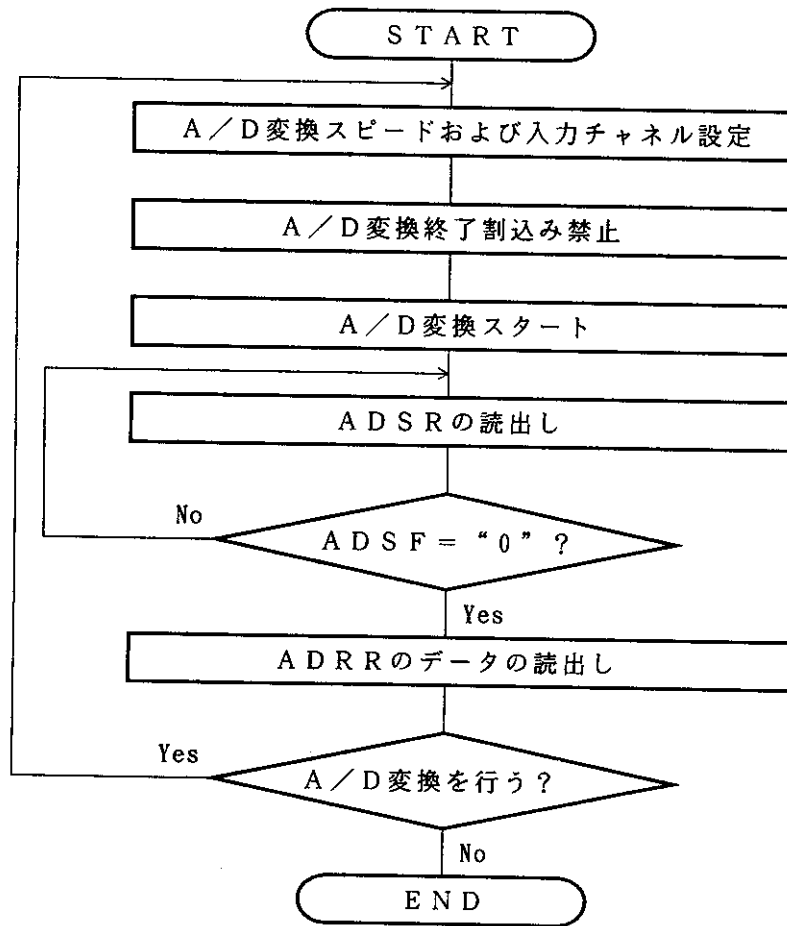 START
A/D変換スピードおよび入力チャネル設定
A/D変換終了割込み禁止
A/D変換スタート
ADSRの読出し
No
ADSF=“0”?
Yes
ADRRのデータの読出し
Yes
A/D変換を行う?
No
END